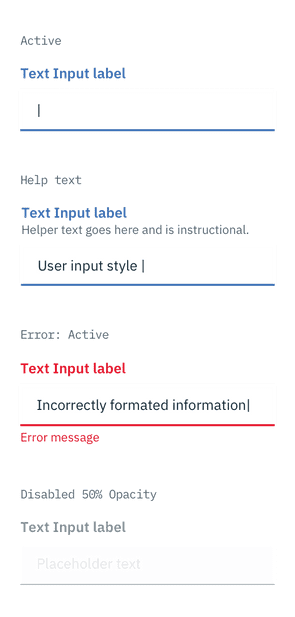 Active
Text Input label
|
Help text
Text Input label
Helper text goes here and is instructional.
User input style |
Error: Active
Text Input label
Incorrectly formated information|
Error message
Disabled 50% Opacity
Text Input label
Placeholder text